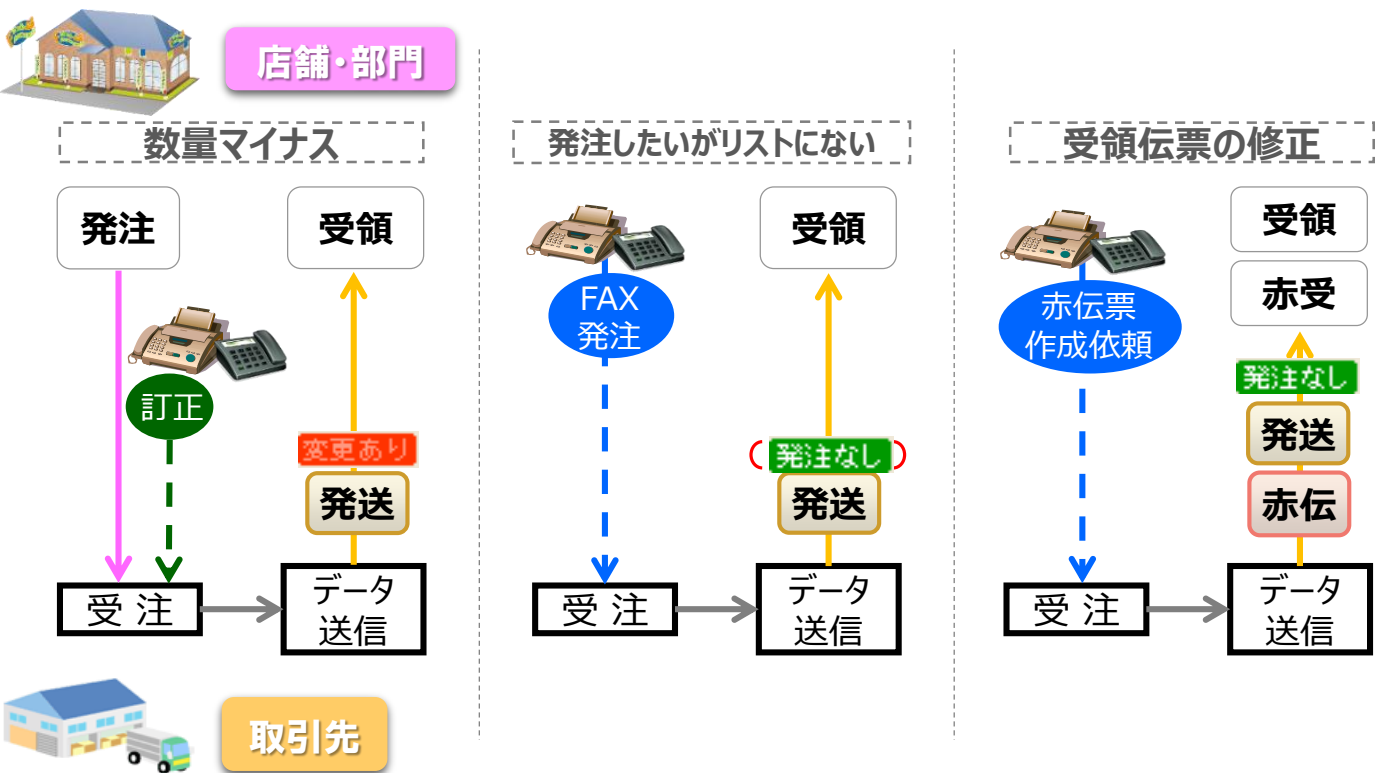 店舗・部門
数量マイナス
発注
受領
訂正
変更あり
発送
受 注
データ
送信
発注したいがリストにない
FAX
発注
受領
発注なし
発送
受 注
データ
送信
受領伝票の修正
赤伝票
作成依頼
受領
赤受
発注なし
発送
赤伝
受 注
データ
送信
取引先